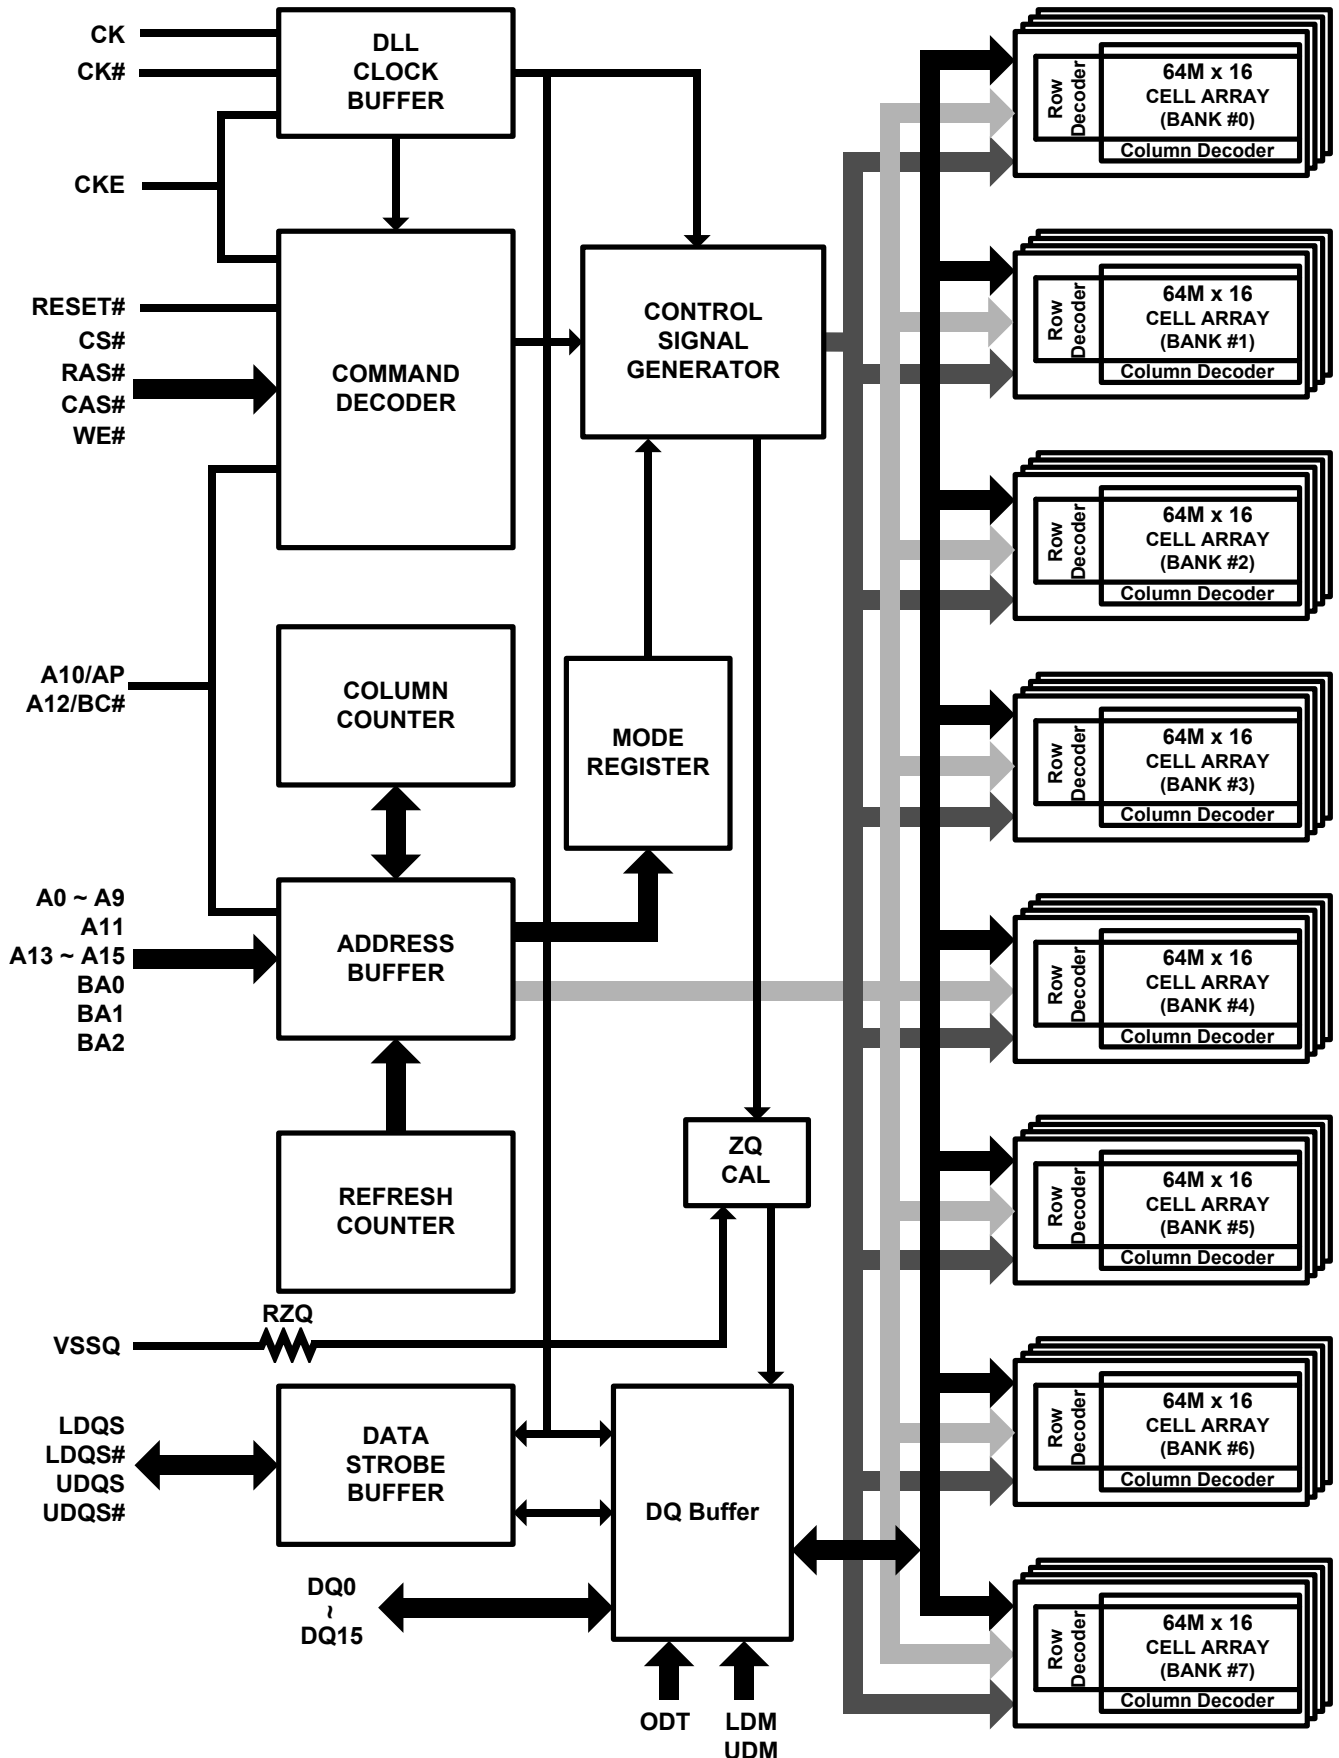 CK
CK#
CKE
RESET#
CS#
RAS#
CAS#
WE#
A10/AP
A12/BC#
A0 ~ A9
A11
A13 ~ A15
BA0
BA1
BA2
VSSQ
RZQ
LDQS
LDQS#
UDQS
UDQS#
DQ0
~
DQ15
DLL
CLOCK
BUFFER
COMMAND
DECODER
COLUMN
COUNTER
ADDRESS
BUFFER
REFRESH
COUNTER
DATA
STROBE
BUFFER
CONTROL
SIGNAL
GENERATOR
MODE
REGISTER
ZQ
CAL
DQ Buffer
ODT
LDM
UDM
Row
Decoder
64M x 16
CELL ARRAY
(BANK #0)
Column Decoder
Row
Decoder
64M x 16
CELL ARRAY
(BANK #1)
Column Decoder
Row
Decoder
64M x 16
CELL ARRAY
(BANK #2)
Column Decoder
Row
Decoder
64M x 16
CELL ARRAY
(BANK #3)
Column Decoder
Row
Decoder
64M x 16
CELL ARRAY
(BANK #4)
Column Decoder
Row
Decoder
64M x 16
CELL ARRAY
(BANK #5)
Column Decoder
Row
Decoder
64M x 16
CELL ARRAY
(BANK #6)
Column Decoder
Row
Decoder
64M x 16
CELL ARRAY
(BANK #7)
Column Decoder